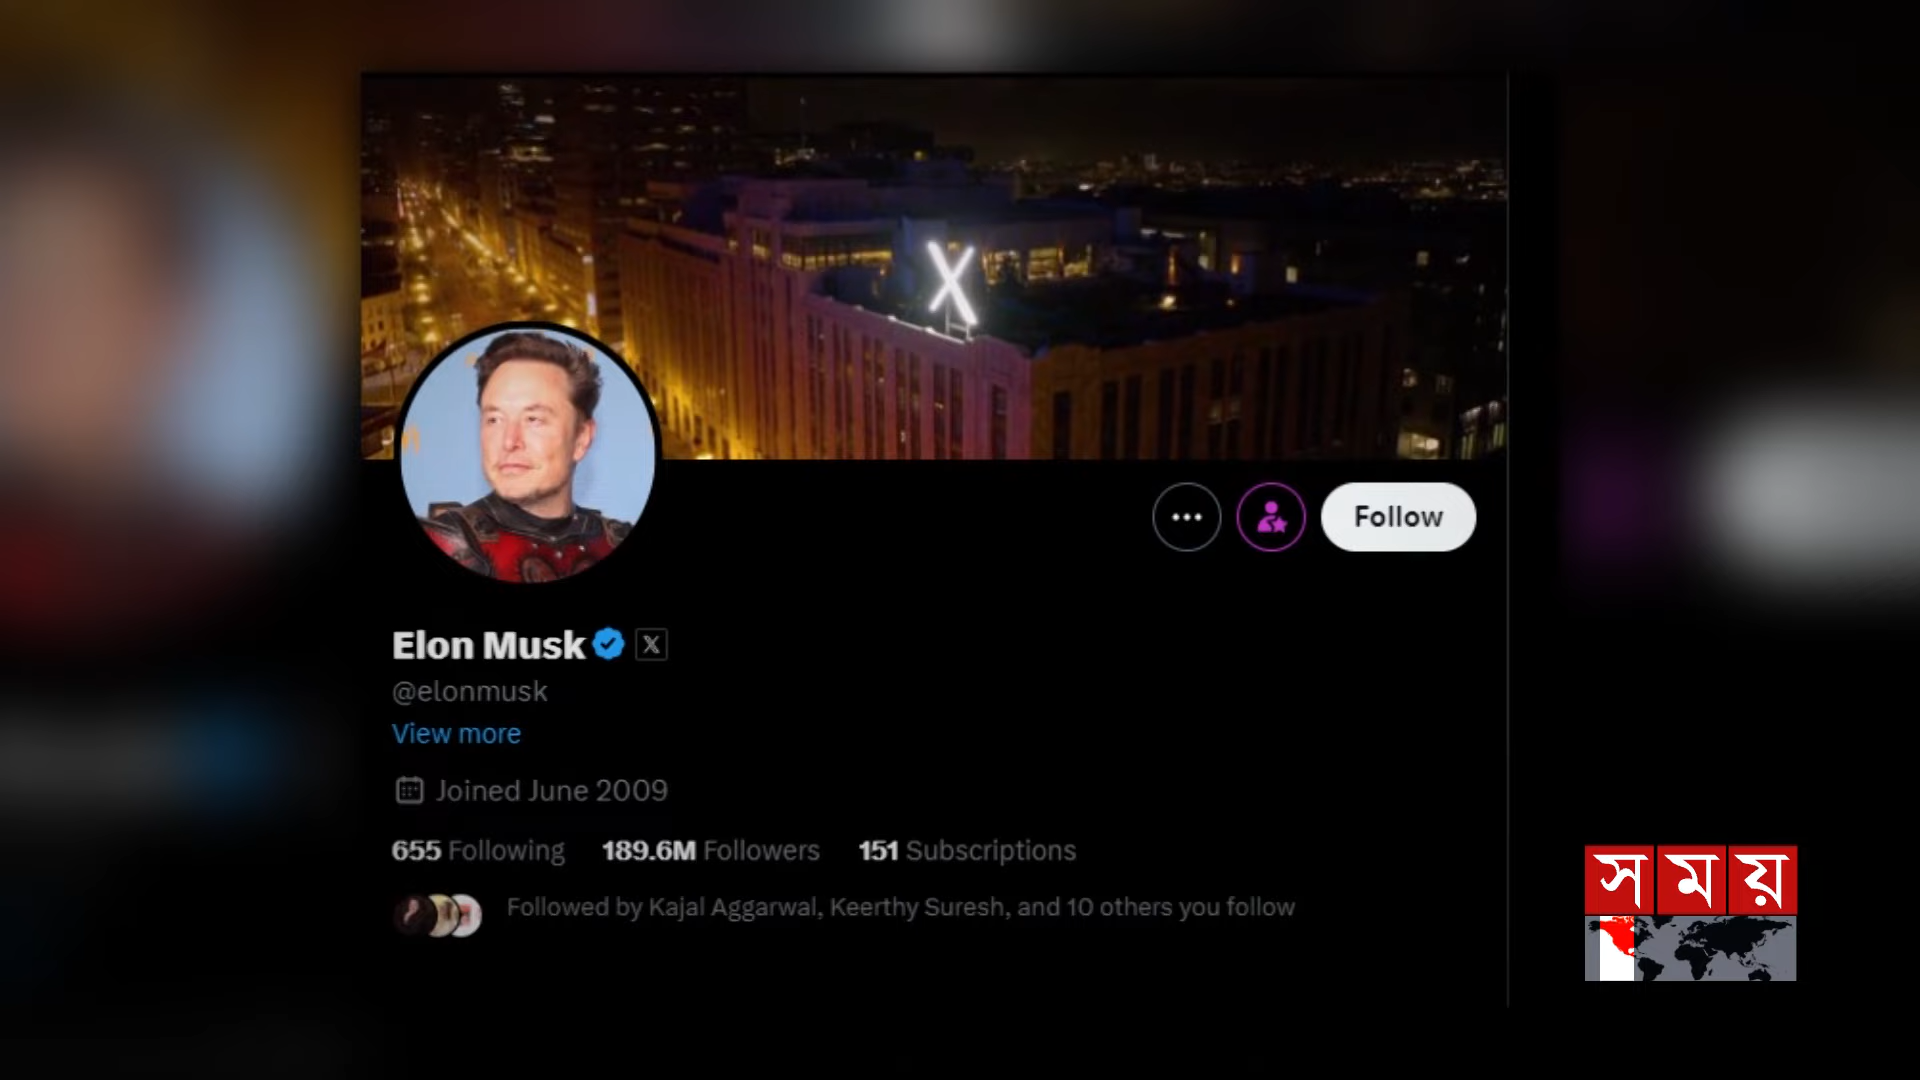 X
Follow
Elon Musk
X
@elonmusk
View more
Joined June 2009
655 Following 189.6M Followers 151 Subscriptions
Followed by Kajal Aggarwal, Keerthy Suresh, and 10 others you follow
সময়